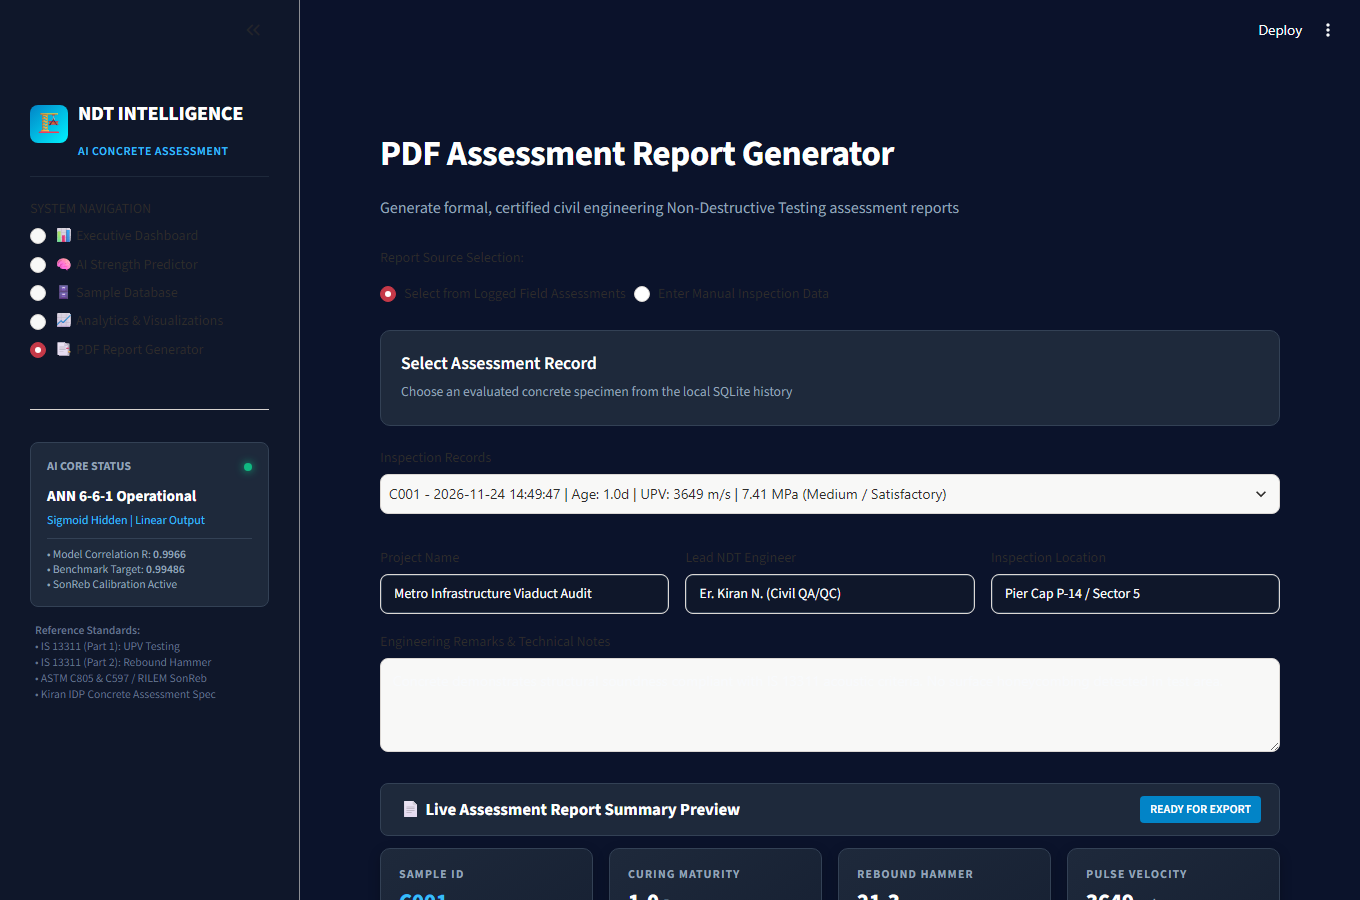 Deploy
NDT INTELLIGENCE
AI CONCRETE ASSESSMENT
SYSTEM NAVIGATION
Executive Dashboard
AI Strength Predictor
Sample Database
Analytics & Visualizations
PDF Report Generator
AI CORE STATUS
ANN 6-6-1 Operational
Sigmoid Hidden | Linear Output
• Model Correlation R: 0.9966
• Benchmark Target: 0.99486
• SonReb Calibration Active
Reference Standards:
• IS 13311 (Part 1): UPV Testing
• IS 13311 (Part 2): Rebound Hammer
• ASTM C805 & C597 / RILEM SonReb
• Kiran IDP Concrete Assessment Spec
PDF Assessment Report Generator
Generate formal, certified civil engineering Non-Destructive Testing assessment reports
Report Source Selection:
Select from Logged Field Assessments Enter Manual Inspection Data
Select Assessment Record
Choose an evaluated concrete specimen from the local SQLite history
Inspection Records
C001 - 2026-11-24 14:49:47 | Age: 1.0d | UPV: 3649 m/s | 7.41 MPa (Medium / Satisfactory)
Project Name Lead NDT Engineer Inspection Location
Metro Infrastructure Viaduct Audit Er. Kiran N. (Civil QA/QC) Pier Cap P-14 / Sector 5
Engineering Remarks & Technical Notes
Live Assessment Report Summary Preview READY FOR EXPORT
SAMPLE ID CURING MATURITY REBOUND HAMMER PULSE VELOCITY
C001 1.0 21.3 3649